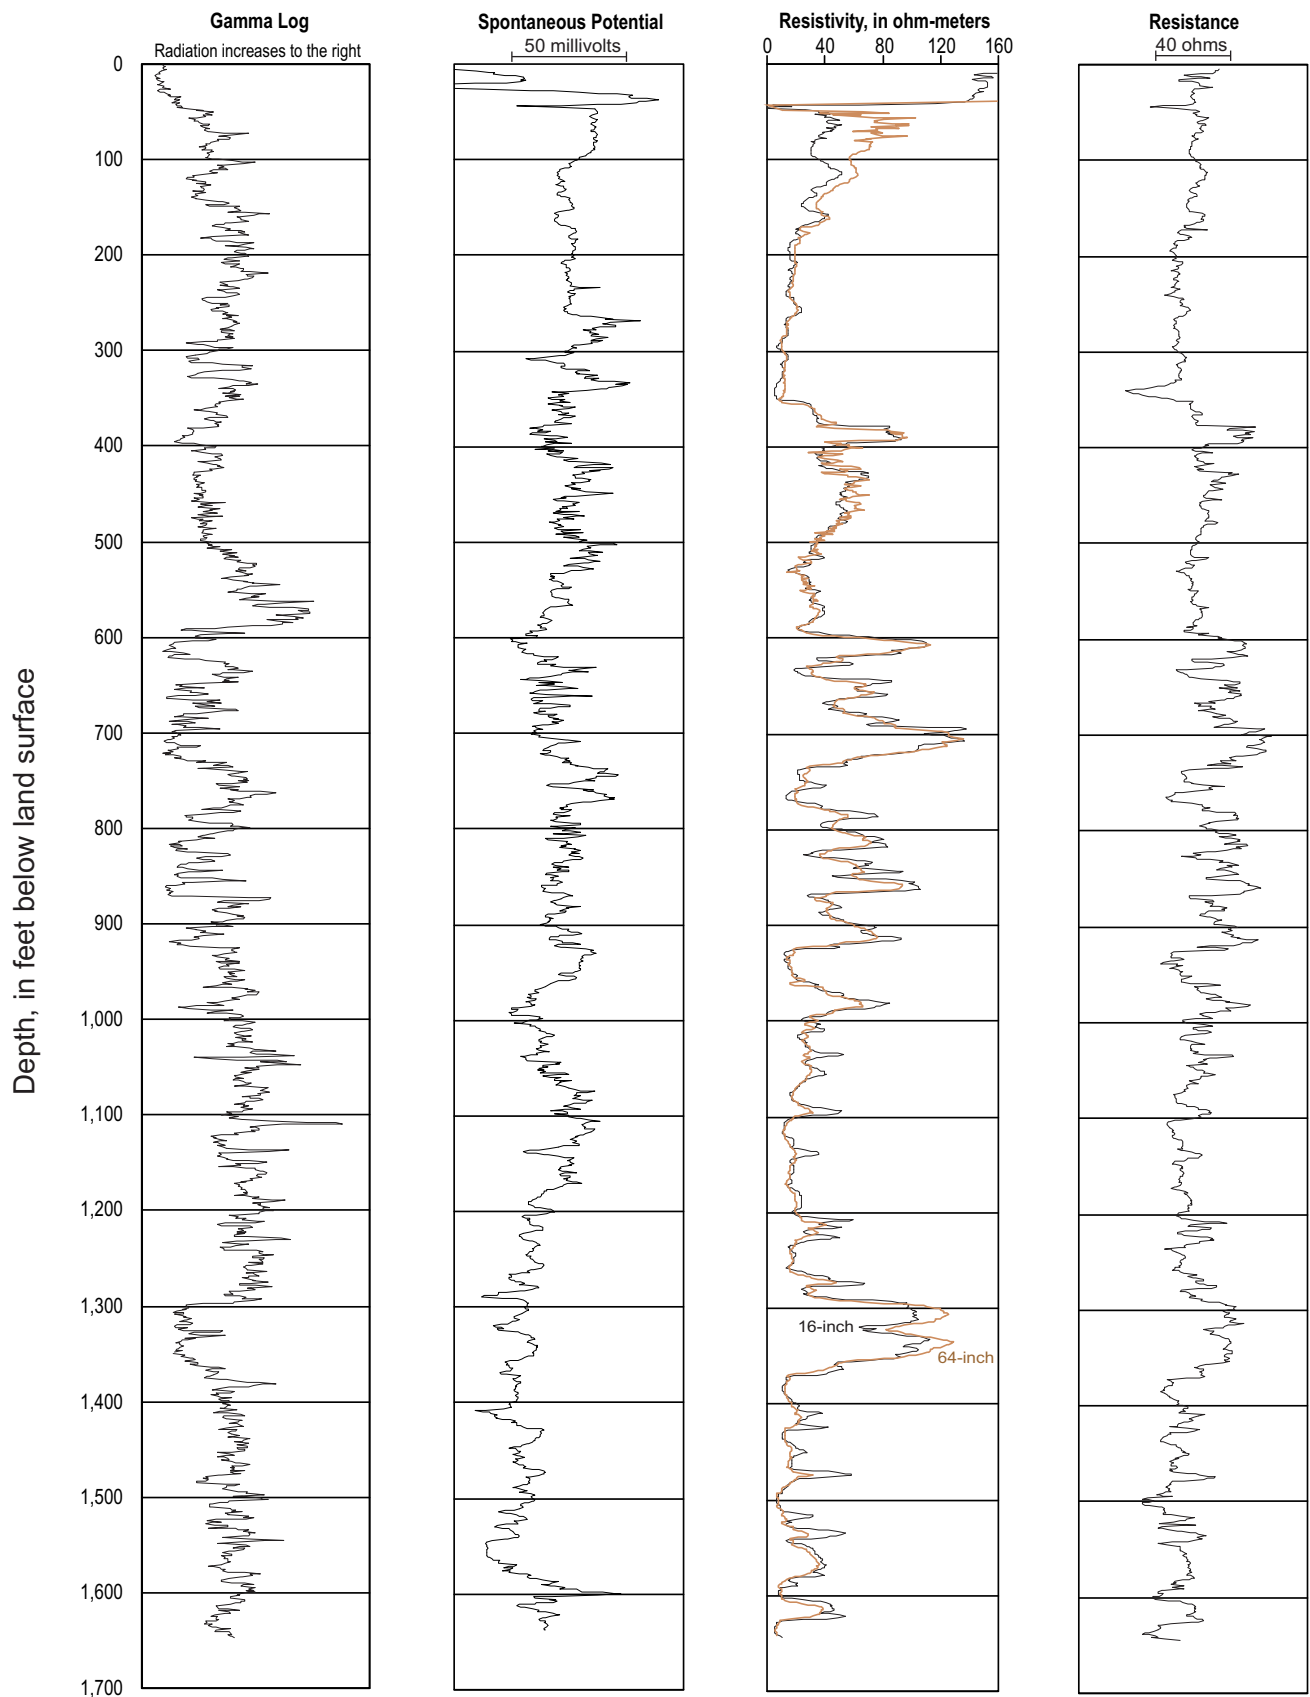 Gamma Log
Radiation increases to the right
Spontaneous Potential
50 millivolts
Resistivity, in ohm-meters
0 40 80 120 160
Resistance
40 ohms
Depth, in feet below land surface
0
100
200
300
400
500
600
700
800
900
1,000
1,100
1,200
1,300
1,400
1,500
1,600
1,700
16-inch
64-inch